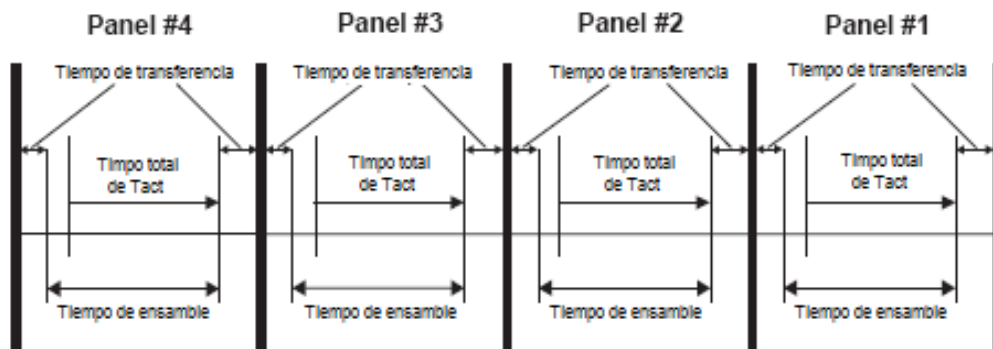 Panel #4 Panel #3 Panel #2 Panel #1
Tiempo de transferencia Tiempo de transferencia Tiempo de transferencia Tiempo de transferencia
Timpo total Timpo total Timpo total Timpo total
de Tact de Tact de Tact de Tact
Tiempo de ensamble Tiempo de ensamble Tiempo de ensamble Tiempo de ensamble